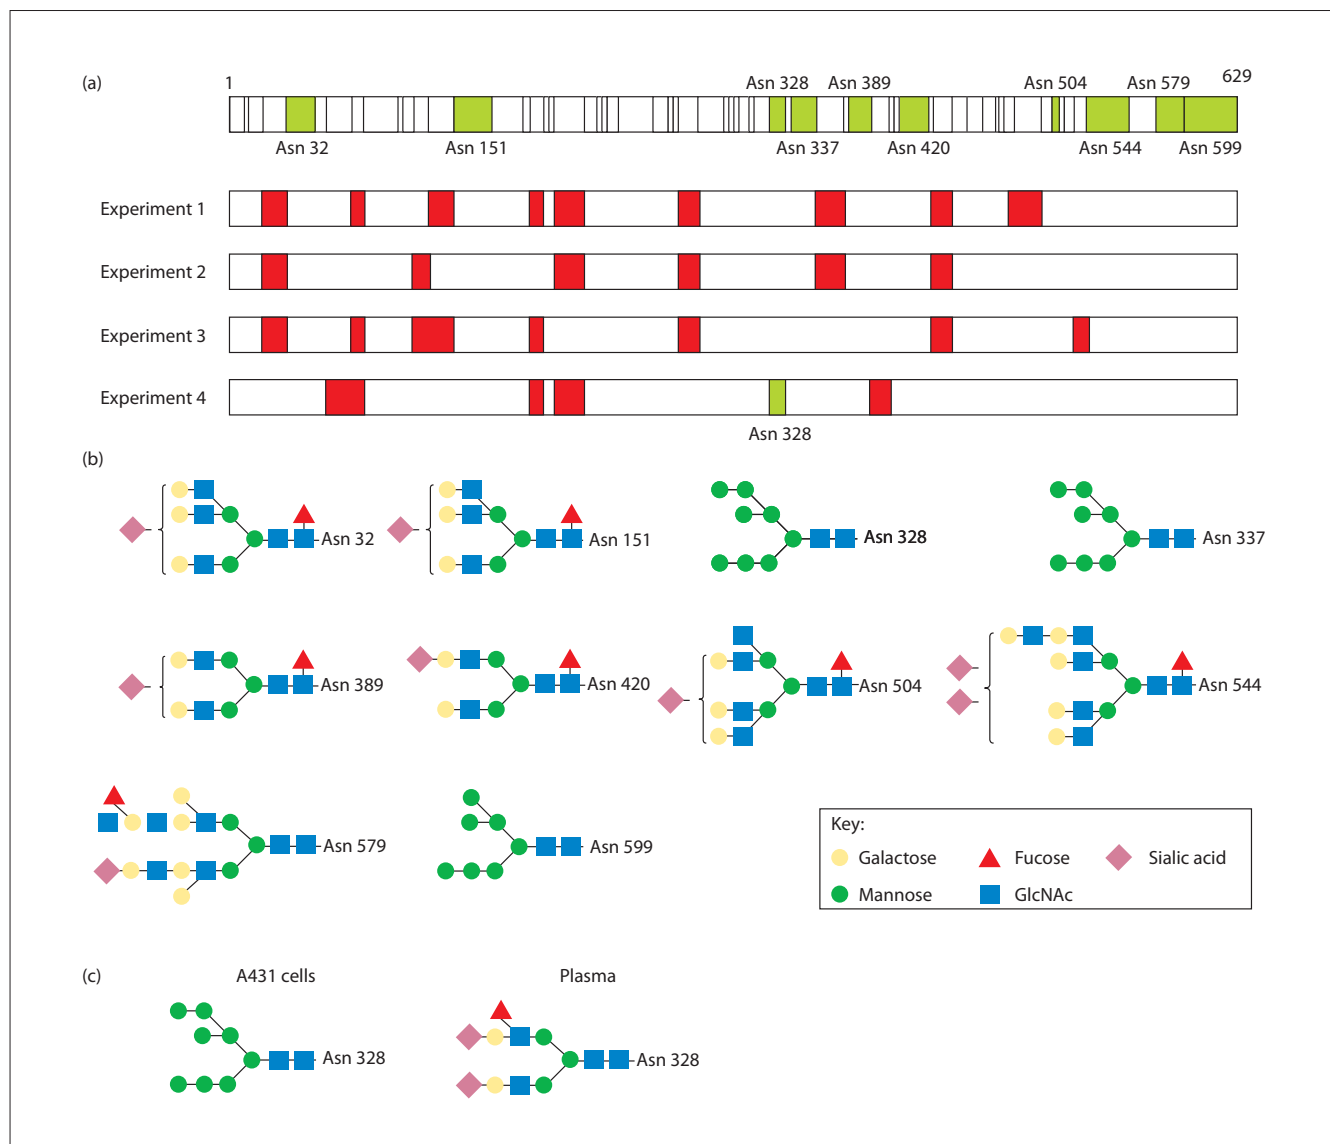 (a)
1
Asn 328
Asn 389
Asn 504
Asn 579
629
Asn 32
Asn 151
Asn 337
Asn 420
Asn 544
Asn 599
Experiment 1
Experiment 2
Experiment 3
Experiment 4
Asn 328
(b)
Asn 32
Asn 151
Asn 328
Asn 337
Asn 389
Asn 420
Asn 504
Asn 544
Asn 579
Asn 599
Key:
Galactose
Fucose
Sialic acid
Mannose
GlcNAc
(c)
A431 cells
Plasma
Asn 328
Asn 328